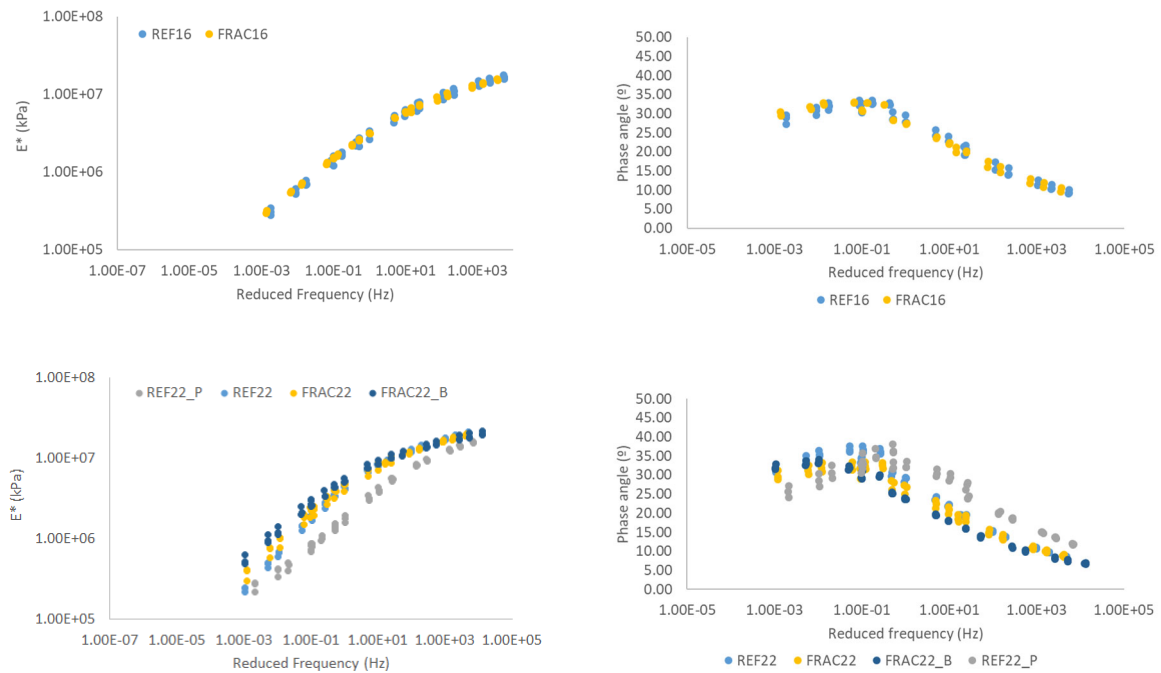 REF16 FRAC16
1.00E+08
1.00E+07
1.00E+06
1.00E+05
E* (kPa)
1.00E-07 1.00E-05 1.00E-03 1.00E-01 1.00E+01 1.00E+03
Reduced Frequency (Hz)
50.00
45.00
40.00
35.00
30.00
25.00
20.00
15.00
10.00
5.00
0.00
Phase angle (º)
1.00E-05 1.00E-03 1.00E-01 1.00E+01 1.00E+03 1.00E+05
Reduced frequency (Hz)
REF16 FRAC16
REF22_P REF22 FRAC22 FRAC22_B
1.00E+08
1.00E+07
1.00E+06
1.00E+05
E* (kPa)
1.00E-07 1.00E-05 1.00E-03 1.00E-01 1.00E+01 1.00E+03 1.00E+05
Reduced Frequency (Hz)
50.00
45.00
40.00
35.00
30.00
25.00
20.00
15.00
10.00
5.00
0.00
Phase angle (º)
1.00E-05 1.00E-03 1.00E-01 1.00E+01 1.00E+03 1.00E+05
Reduced frequency (Hz)
REF22 FRAC22 FRAC22_B REF22_P